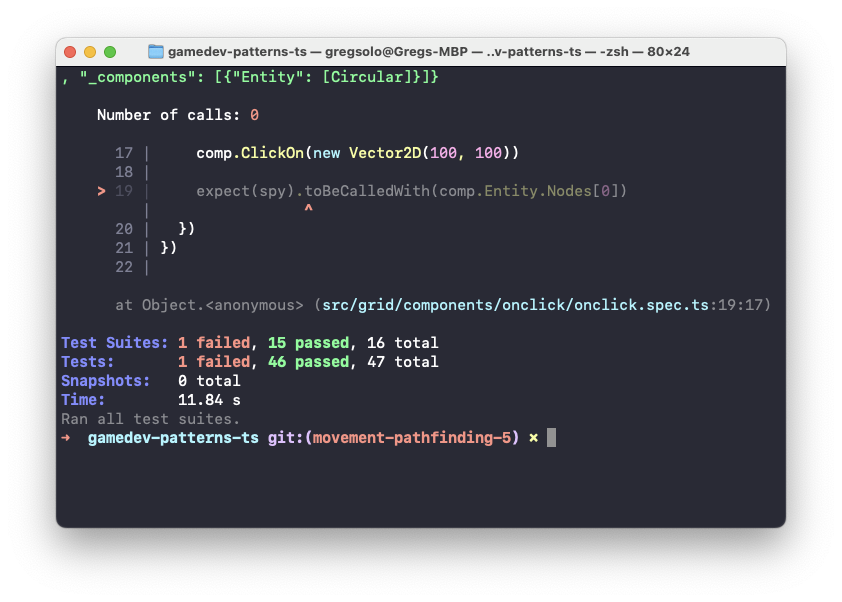 gamedev-patterns-ts — gregsolo@Gregs-MBP — ..v-patterns-ts — -zsh — 80×24
, "_components": [{"Entity": [Circular]}]}
Number of calls: 0
17 |     comp.ClickOn(new Vector2D(100, 100))
18 |
> 19 |     expect(spy).toBeCalledWith(comp.Entity.Nodes[0])
|                 ^
20 |   })
21 | })
22 |
at Object.<anonymous> (src/grid/components/onclick/onclick.spec.ts:19:17)
Test Suites: 1 failed, 15 passed, 16 total
Tests:       1 failed, 46 passed, 47 total
Snapshots:   0 total
Time:        11.84 s
Ran all test suites.
➜  gamedev-patterns-ts git:(movement-pathfinding-5) ✗